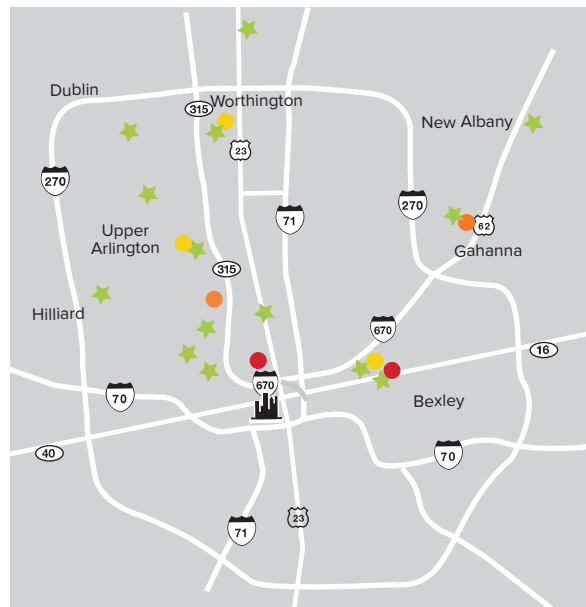 Dublin
315
Worthington
New Albany
23
270
71
270
62
Upper
Arlington
Gahanna
315
Hilliard
670
16
670
70
Bexley
40
70
23
71